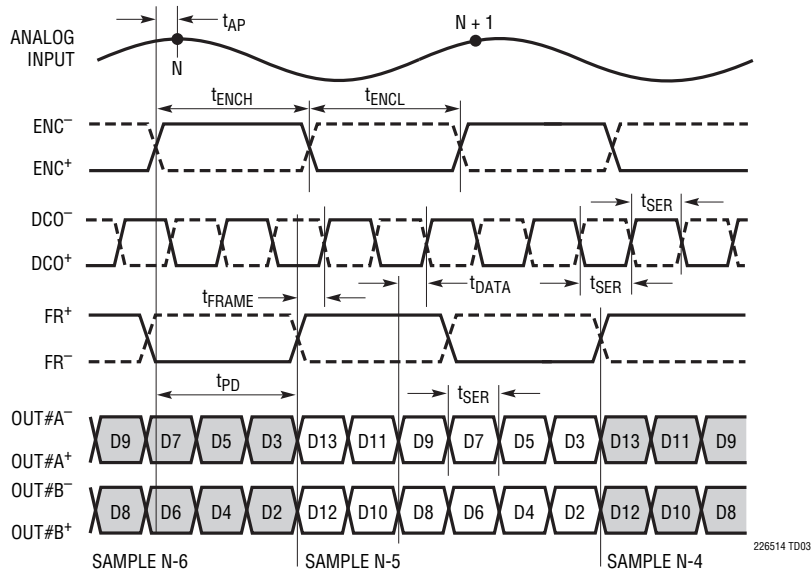 tAP
ANALOG
INPUT
N
N + 1
tENCH
tENCL
ENC–
ENC+
DCO–
DCO+
tSER
tFRAME
tDATA
tSER
FR+
FR–
tPD
tSER
OUT#A–
OUT#A+
D9 D7 D5 D3 D13 D11 D9 D7 D5 D3 D13 D11 D9
OUT#B–
OUT#B+
D8 D6 D4 D2 D12 D10 D8 D6 D4 D2 D12 D10 D8
SAMPLE N-6
SAMPLE N-5
SAMPLE N-4
226514 TD03